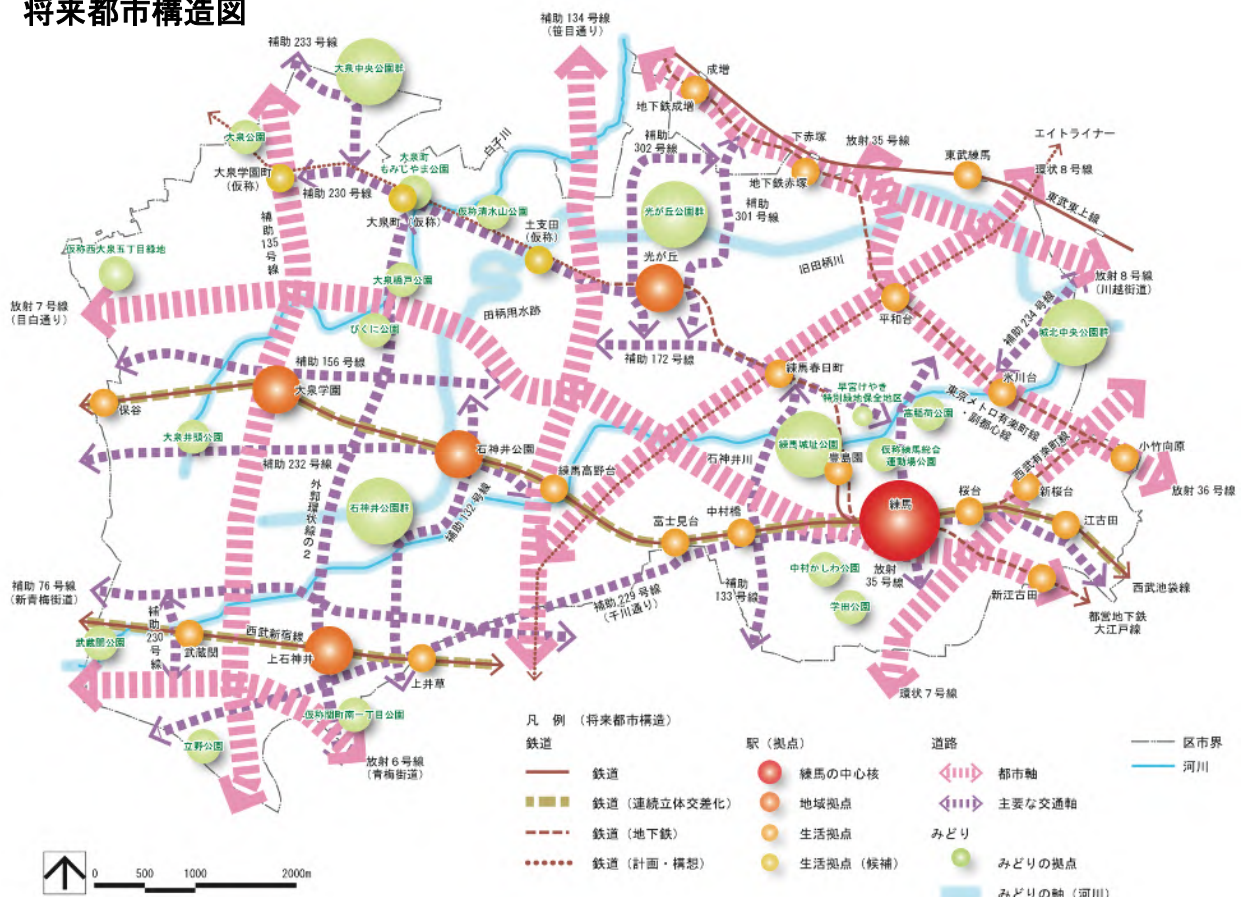 将来都市構造図
補助134号線
(笹目通り)
補助233号線
大泉中央公園群
成増
地下鉄成増
補助
302号線
下赤塚
放射35号線
エイトライナー
大泉公園
大泉町
もみじやま公園
白子川
東武練馬
環状8号線
大泉学園町
(仮称)
補助230号線
地下鉄赤塚
東武東上線
大泉町(仮称)
仮称清水山公園
光が丘公園群
補助
301号線
土支田
(仮称)
補助
135
号線
仮称西大泉五丁目緑地
光が丘
旧田柄川
大泉橋戸公園
放射8号線
(川越街道)
放射7号線
(目白通り)
田柄用水跡
平和台
補助234号線
城北中央公園群
びくに公園
補助172号線
補助156号線
大泉学園
練馬春日町
氷川台
早宮けやき
特別緑地保全地区
保谷
高稲荷公園
東京メトロ有楽町線
・副都心線
大泉井頭公園
石神井公園
練馬城址公園
石神井川
豊島園
仮称練馬総合
運動場公園
西武有楽町線
小竹向原
補助232号線
練馬高野台
放射36号線
外郭環状線の2
石神井公園群
補助132号線
練馬
桜台
新桜台
江古田
富士見台
中村橋
放射
35号線
中村かしわ公園
補助
133号線
西武池袋線
補助76号線
(新青梅街道)
補助229号線
(千川通り)
学田公園
新江古田
都営地下鉄
大江戸線
補助
230
号線
武蔵関公園
武蔵関
西武新宿線
上石神井
上井草
環状7号線
仮称関町南一丁目公園
立野公園
放射6号線
(青梅街道)
凡 例 (将来都市構造)
鉄道
鉄道
鉄道(連続立体交差化)
鉄道(地下鉄)
鉄道(計画・構想)
駅(拠点)
練馬の中心核
地域拠点
生活拠点
生活拠点(候補)
道路
都市軸
主要な交通軸
みどり
みどりの拠点
みどりの軸(河川)
区市界
河川
0 500 1000 2000m